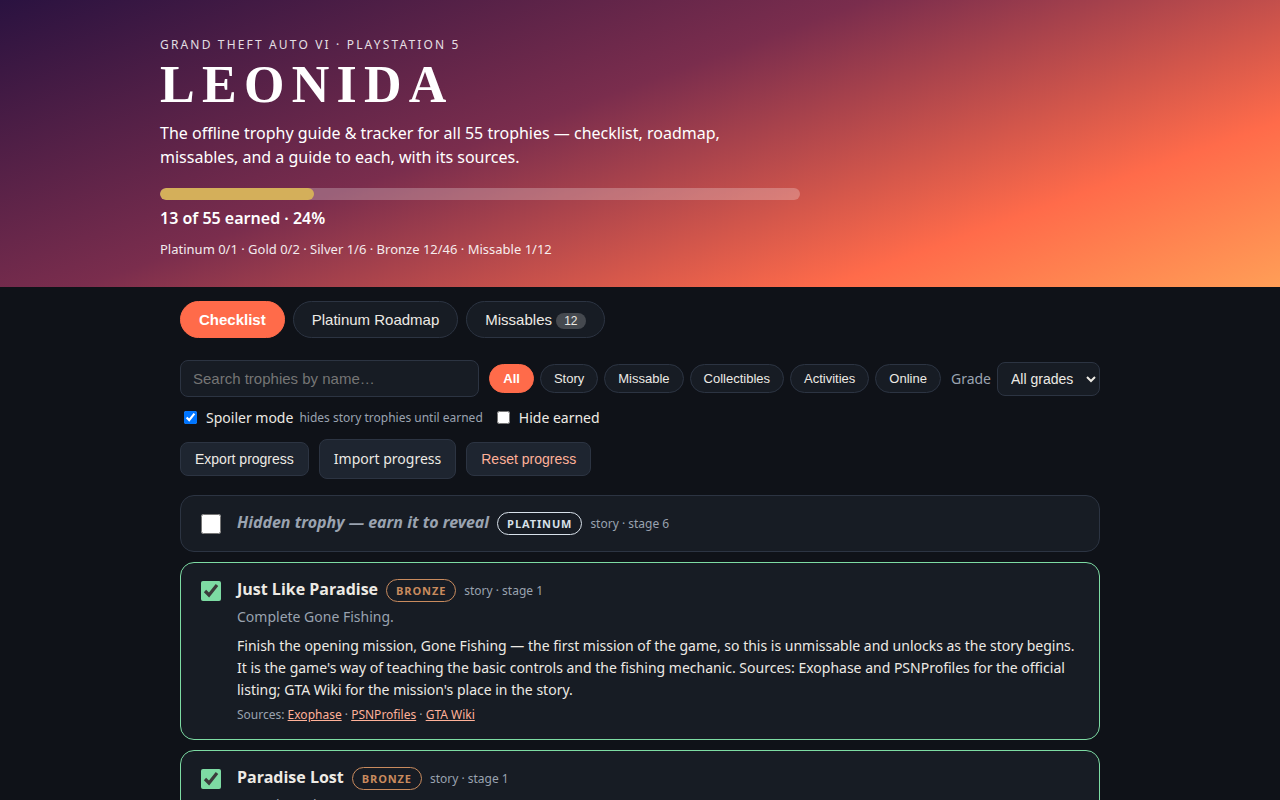 GRAND THEFT AUTO VI · PLAYSTATION 5
LEONIDA
The offline trophy guide & tracker for all 55 trophies — checklist, roadmap,
missables, and a guide to each, with its sources.
13 of 55 earned · 24%
Platinum 0/1 · Gold 0/2 · Silver 1/6 · Bronze 12/46 · Missable 1/12
Checklist Platinum Roadmap Missables 12
Search trophies by name… All Story Missable Collectibles Activities Online Grade All grades
Spoiler mode hides story trophies until earned Hide earned
Export progress Import progress Reset progress
Hidden trophy — earn it to reveal PLATINUM story · stage 6
Just Like Paradise BRONZE story · stage 1
Complete Gone Fishing.
Finish the opening mission, Gone Fishing — the first mission of the game, so this is unmissable and unlocks as the story begins.
It is the game's way of teaching the basic controls and the fishing mechanic. Sources: Exophase and PSNProfiles for the official
listing; GTA Wiki for the mission's place in the story.
Sources: Exophase · PSNProfiles · GTA Wiki
Paradise Lost BRONZE story · stage 1